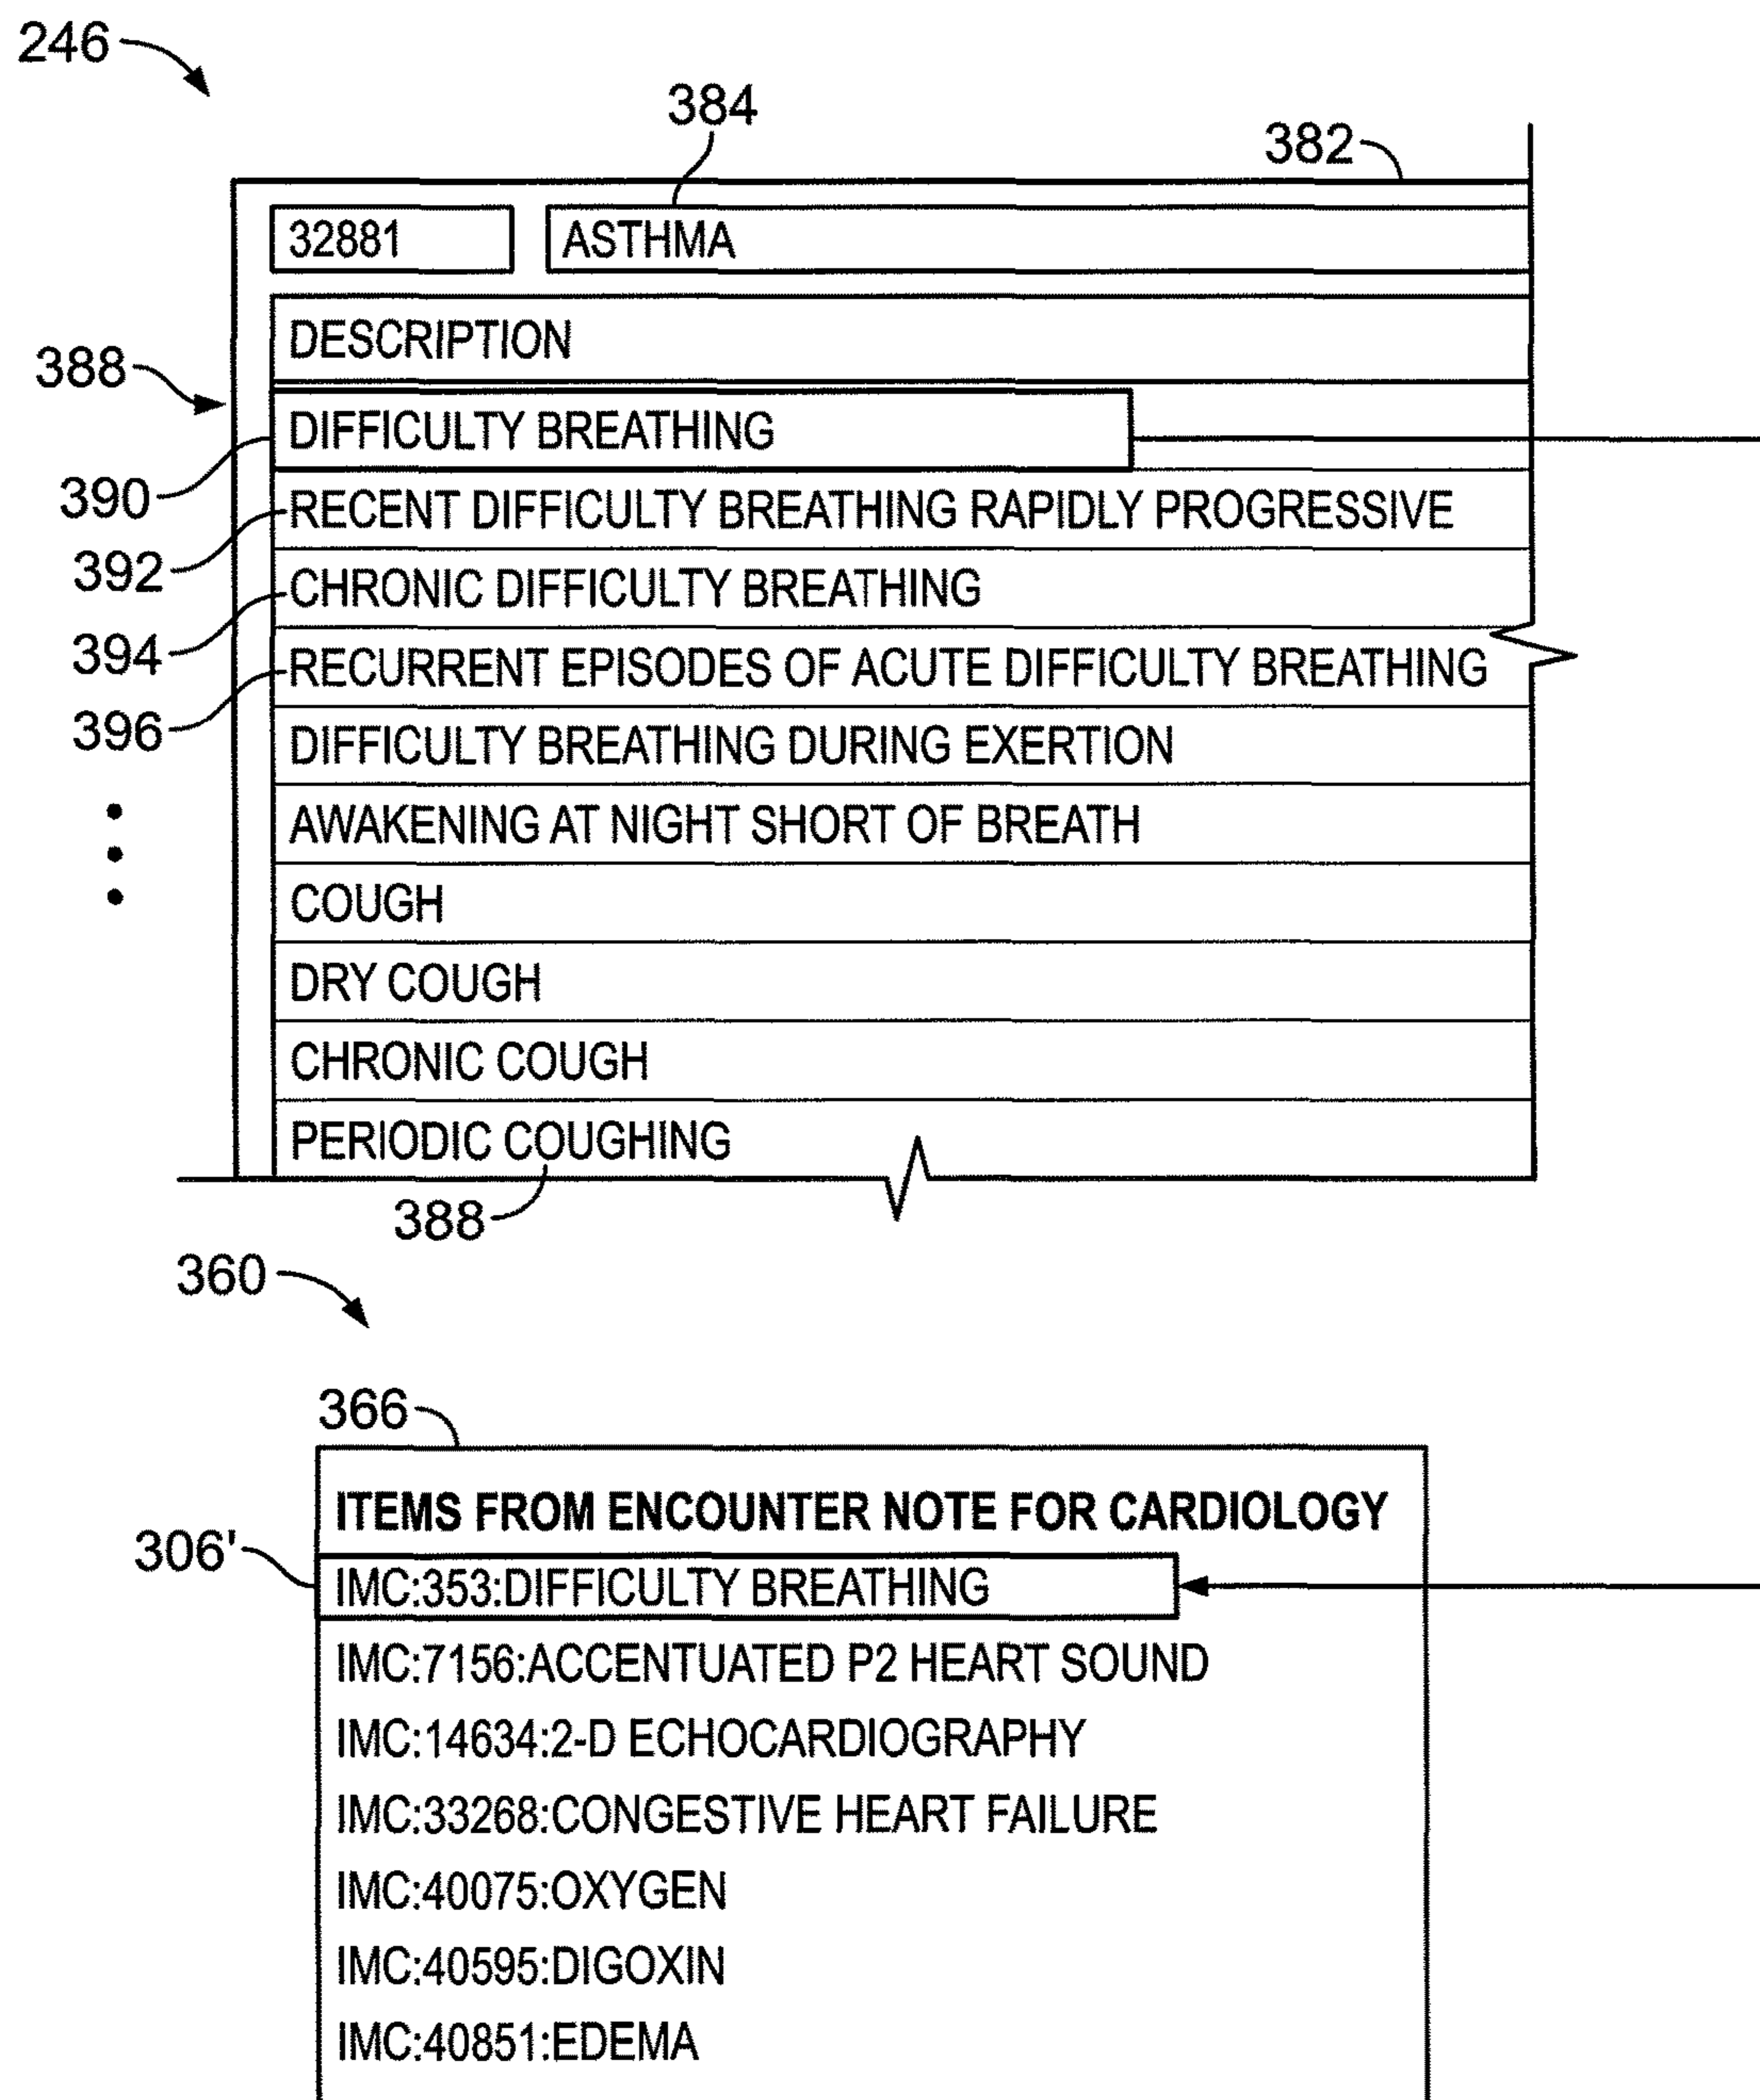 246
384
382
32881 ASTHMA
DESCRIPTION
388
DIFFICULTY BREATHING
390
RECENT DIFFICULTY BREATHING RAPIDLY PROGRESSIVE
392
CHRONIC DIFFICULTY BREATHING
394
RECURRENT EPISODES OF ACUTE DIFFICULTY BREATHING
396
DIFFICULTY BREATHING DURING EXERTION
AWAKENING AT NIGHT SHORT OF BREATH
COUGH
DRY COUGH
CHRONIC COUGH
PERIODIC COUGHING
388
360
366
ITEMS FROM ENCOUNTER NOTE FOR CARDIOLOGY
306'
IMC:353:DIFFICULTY BREATHING
IMC:7156:ACCENTUATED P2 HEART SOUND
IMC:14634:2-D ECHOCARDIOGRAPHY
IMC:33268:CONGESTIVE HEART FAILURE
IMC:40075:OXYGEN
IMC:40595:DIGOXIN
IMC:40851:EDEMA